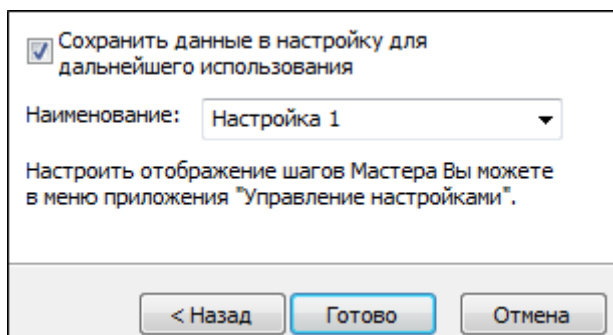 Сохранить данные в настройку для
дальнейшего использования
Наименование: Настройка 1
Настроить отображение шагов Мастера Вы можете
в меню приложения "Управление настройками".
< Назад Готово Отмена